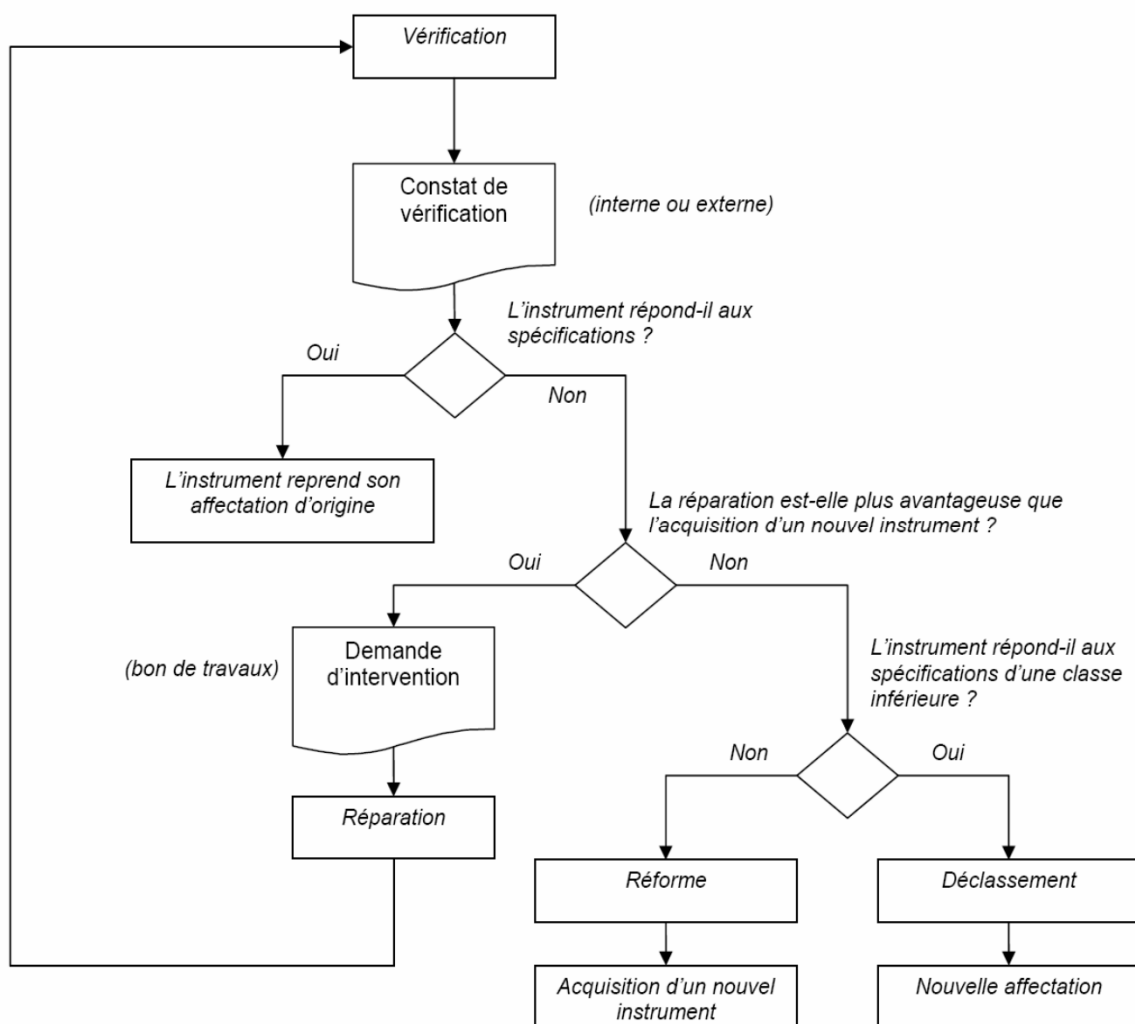 Vérification
Constat de
vérification
(interne ou externe)
L'instrument répond-il aux
spécifications ?
Oui
Non
L'instrument reprend son
affectation d'origine
La réparation est-elle plus avantageuse que
l'acquisition d'un nouvel instrument ?
Oui
Non
(bon de travaux)
Demande
d'intervention
L'instrument répond-il aux
spécifications d'une classe
inférieure ?
Non
Oui
Réparation
Réforme
Déclassement
Acquisition d'un nouvel
instrument
Nouvelle affectation